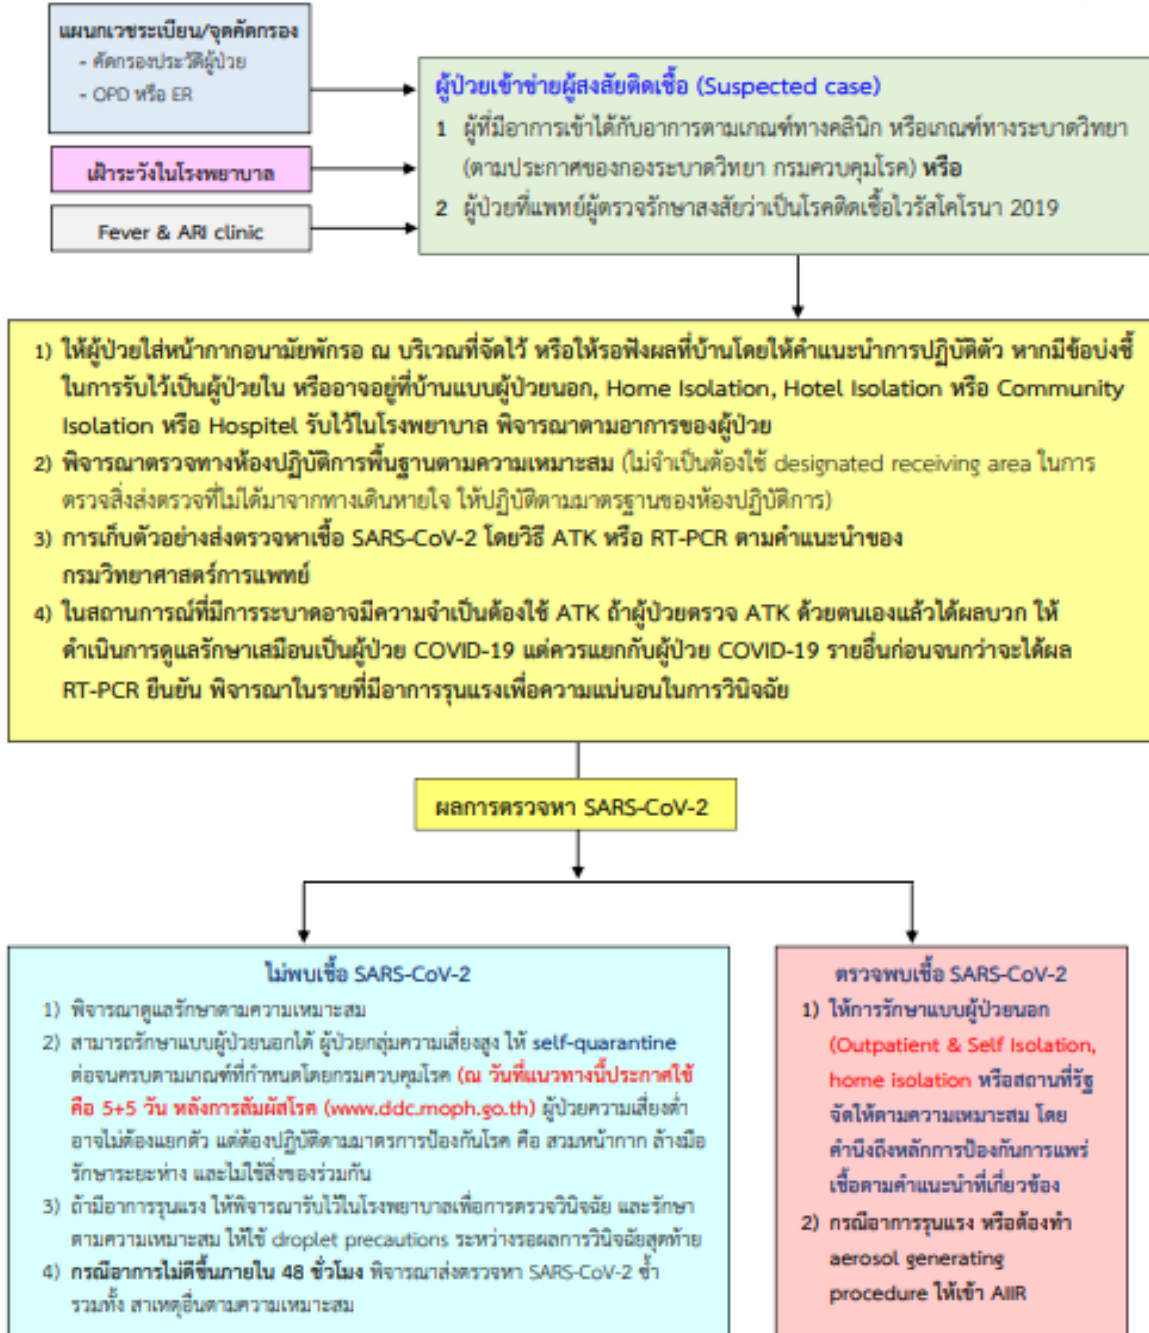 แผนกเวชระเบียน/จุดคัดกรอง
- คัดกรองประวัติผู้ป่วย
- OPD หรือ ER
เฝ้าระวังในโรงพยาบาล
Fever & ARI clinic
ผู้ป่วยเข้าข่ายผู้สงสัยติดเชื้อ (Suspected case)
1 ผู้ที่มีอาการเข้าได้กับอาการตามเกณฑ์ทางคลินิก หรือเกณฑ์ทางระบาดวิทยา
(ตามประกาศของกองระบาดวิทยา กรมควบคุมโรค) หรือ
2 ผู้ป่วยที่แพทย์ผู้ตรวจรักษาสงสัยว่าเป็นโรคติดเชื้อไวรัสโคโรนา 2019
1) ให้ผู้ป่วยใส่หน้ากากอนามัยพักรอ ณ บริเวณที่จัดไว้ หรือให้รอฟังผลที่บ้านโดยให้คำแนะนำการปฏิบัติตัว หากมีข้อบ่งชี้
ในการรับไว้เป็นผู้ป่วยใน หรืออาจอยู่ที่บ้านแบบผู้ป่วยนอก, Home Isolation, Hotel Isolation หรือ Community
Isolation หรือ Hospitel รับไว้ในโรงพยาบาล พิจารณาตามอาการของผู้ป่วย
2) พิจารณาตรวจทางห้องปฏิบัติการพื้นฐานตามความเหมาะสม (ไม่จำเป็นต้องใช้ designated receiving area ในการ
ตรวจสิ่งส่งตรวจที่ไม่ได้มาจากทางเดินหายใจ ให้ปฏิบัติตามมาตรฐานของห้องปฏิบัติการ)
3) การเก็บตัวอย่างส่งตรวจหาเชื้อ SARS-CoV-2 โดยวิธี ATK หรือ RT-PCR ตามคำแนะนำของ
กรมวิทยาศาสตร์การแพทย์
4) ในสถานการณ์ที่มีการระบาดอาจมีความจำเป็นต้องใช้ ATK ถ้าผู้ป่วยตรวจ ATK ด้วยตนเองแล้วได้ผลบวก ให้
ดำเนินการดูแลรักษาเสมือนเป็นผู้ป่วย COVID-19 แต่ควรแยกกับผู้ป่วย COVID-19 รายอื่นก่อนจนกว่าจะได้ผล
RT-PCR ยืนยัน พิจารณาในรายที่มีอาการรุนแรงเพื่อความแน่นอนในการวินิจฉัย
ผลการตรวจหา SARS-CoV-2
ไม่พบเชื้อ SARS-CoV-2
1) พิจารณาดูแลรักษาตามความเหมาะสม
2) สามารถรักษาแบบผู้ป่วยนอกได้ ผู้ป่วยกลุ่มความเสี่ยงสูง ให้ self-quarantine
ต่อจนครบตามเกณฑ์ที่กำหนดโดยกรมควบคุมโรค (ณ วันที่แนวทางนี้ประกาศใช้
คือ 5+5 วัน หลังการสัมผัสโรค (www.ddc.moph.go.th) ผู้ป่วยความเสี่ยงต่ำ
อาจไม่ต้องแยกตัว แต่ต้องปฏิบัติตามมาตรการป้องกันโรค คือ สวมหน้ากาก ล้างมือ
รักษาระยะห่าง และไม่ใช้สิ่งของร่วมกัน
3) ถ้ามีอาการรุนแรง ให้พิจารณารับไว้ในโรงพยาบาลเพื่อการตรวจวินิจฉัย และรักษา
ตามความเหมาะสม ให้ใช้ droplet precautions ระหว่างรอผลการวินิจฉัยสุดท้าย
4) กรณีอาการไม่ดีขึ้นภายใน 48 ชั่วโมง พิจารณาส่งตรวจหา SARS-CoV-2 ซ้ำ
รวมทั้ง สาเหตุอื่นตามความเหมาะสม
ตรวจพบเชื้อ SARS-CoV-2
1) ให้การรักษาแบบผู้ป่วยนอก
(Outpatient & Self Isolation,
home isolation หรือสถานที่รัฐ
จัดให้ตามความเหมาะสม โดย
คำนึงถึงหลักการป้องกันการแพร่
เชื้อตามคำแนะนำที่เกี่ยวข้อง
2) กรณีอาการรุนแรง หรือต้องทำ
aerosol generating
procedure ให้เข้า AIIR